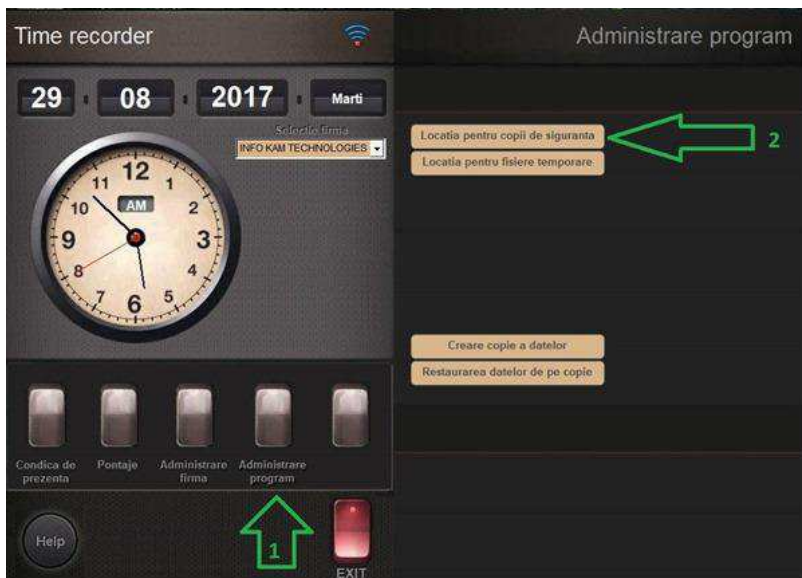 Time recorder
29
08
2017
Marti
Selectie firma
INFO KAM TECHNOLOGIES
12
1
2
3
4
5
6
7
8
9
10
11
AM
Condica de
prezenta
Pontaje
Administrare
firma
Administrare
program
Help
1
EXIT
Administrare program
Locatia pentru copii de siguranta
2
Locatia pentru fisiere temporare
Creare copie a datelor
Restaurarea datelor de pe copie